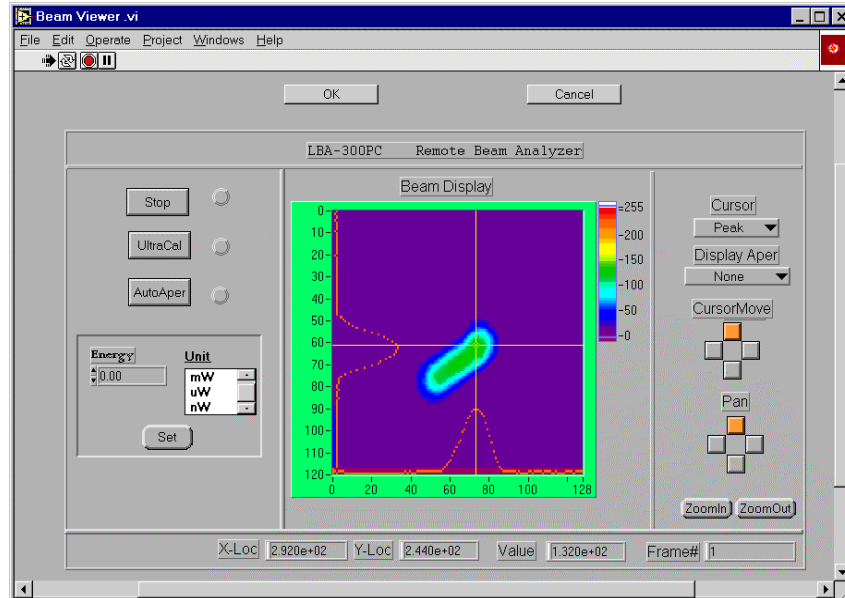 Beam Viewer .vi
File Edit Operate Project Windows Help
OK Cancel
LBA-300PC Remote Beam Analyzer
Stop
UltraCal
AutoAper
Energy
0.00
Unit
mW
uW
nW
Set
Beam Display
0-
10-
20-
30-
40-
50-
60-
70-
80-
90-
100-
110-
120-
0 20 40 60 80 100 128
=255
-200
-150
-100
-50
-0
Cursor
Peak
Display Aper
None
CursorMove
Pan
ZoomIn ZoomOut
X-Loc 2.920e+02 Y-Loc 2.440e+02 Value 1.320e+02 Frame# 1